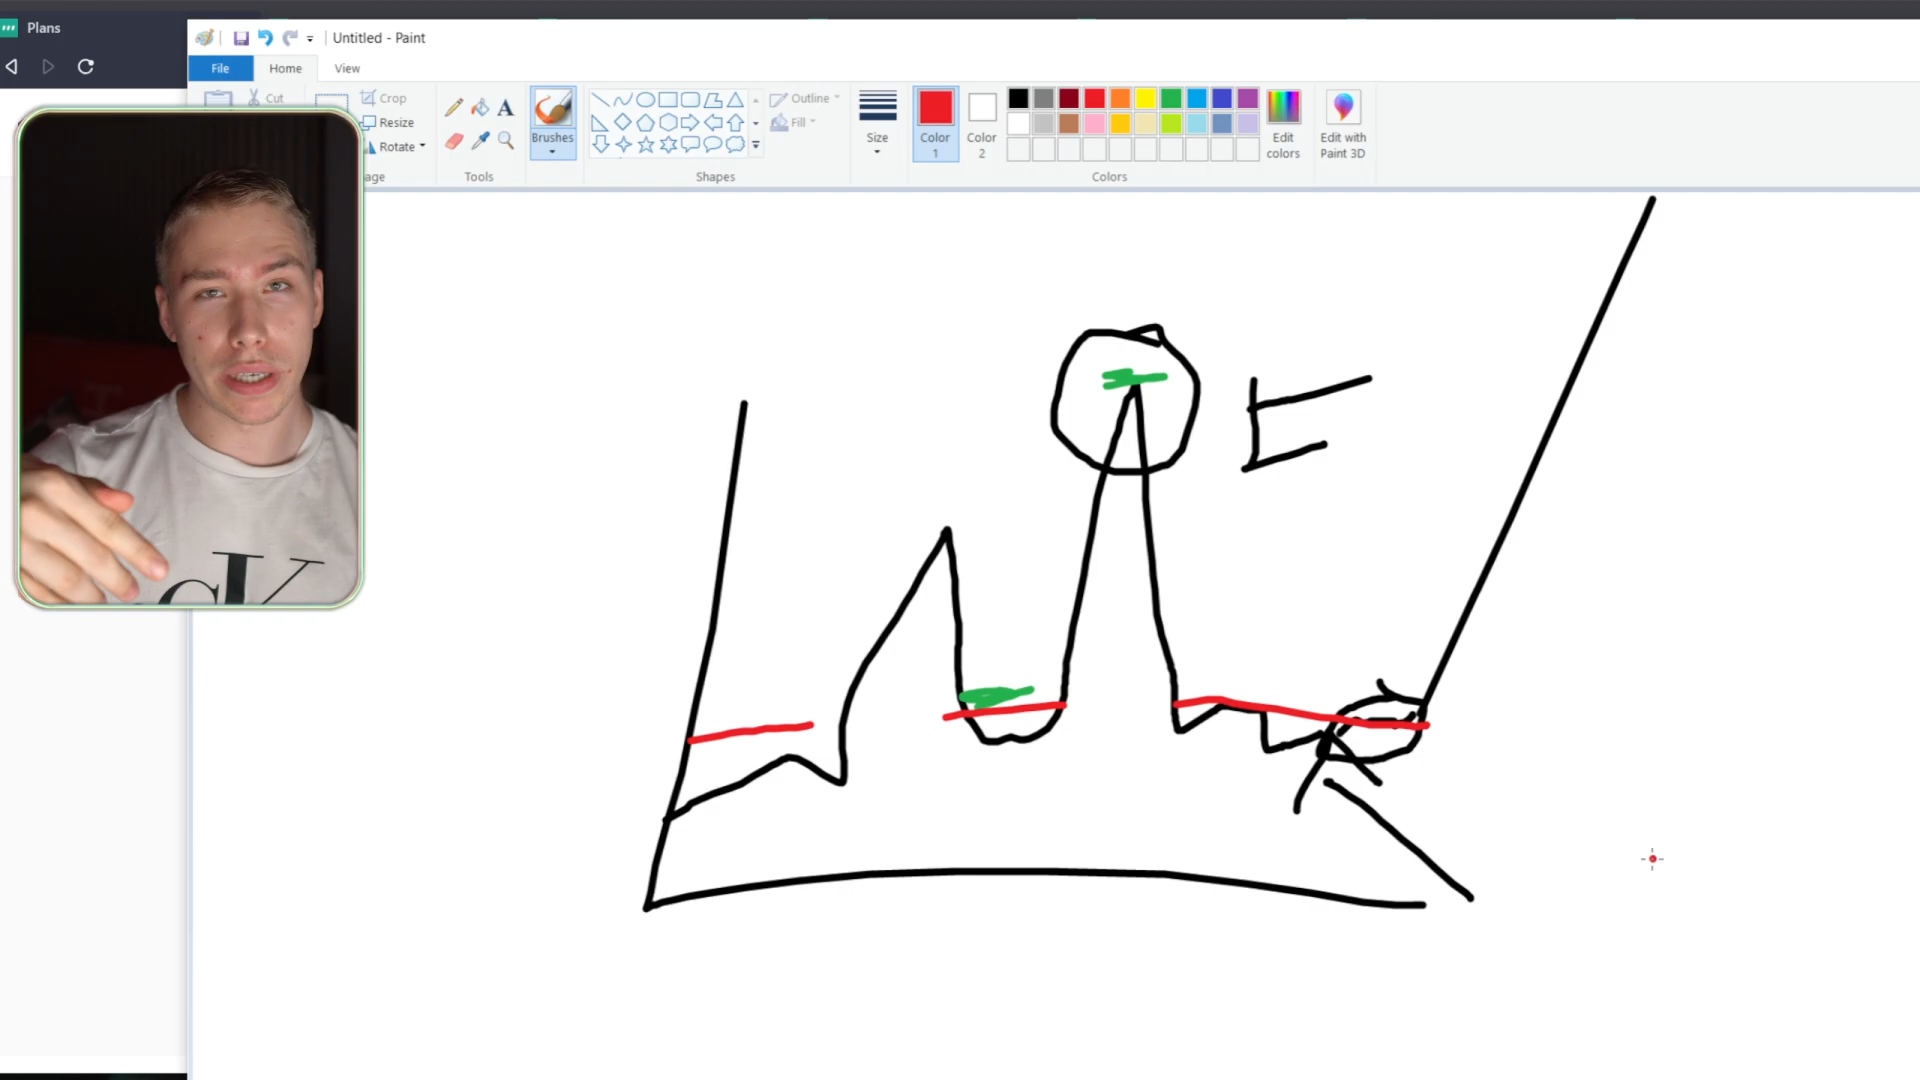 Plans
Untitled - Paint
File Home View
Cut
Crop
Resize
Rotate
age
Tools
Brushes
Shapes
Outline
Fill
Size
Color 1
Color 2
Colors
Edit colors
Edit with Paint 3D
E
CK